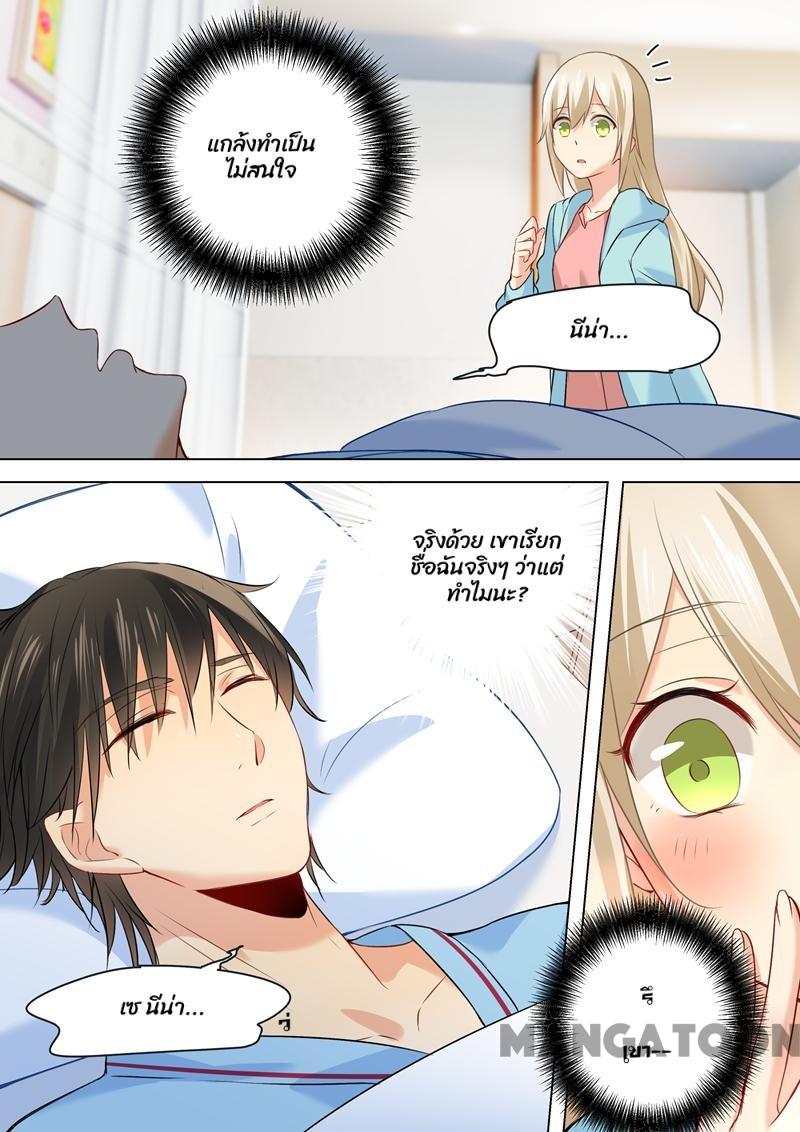 แกล้งทำเป็น
ไม่สนใจ
นีน่า...
จริงด้วย เขาเรียก
ชื่อฉันจริงๆ ว่าแต่
ทำไมนะ?
เซ นีน่า...
ว่
รึ
เขา--
MANGATOON